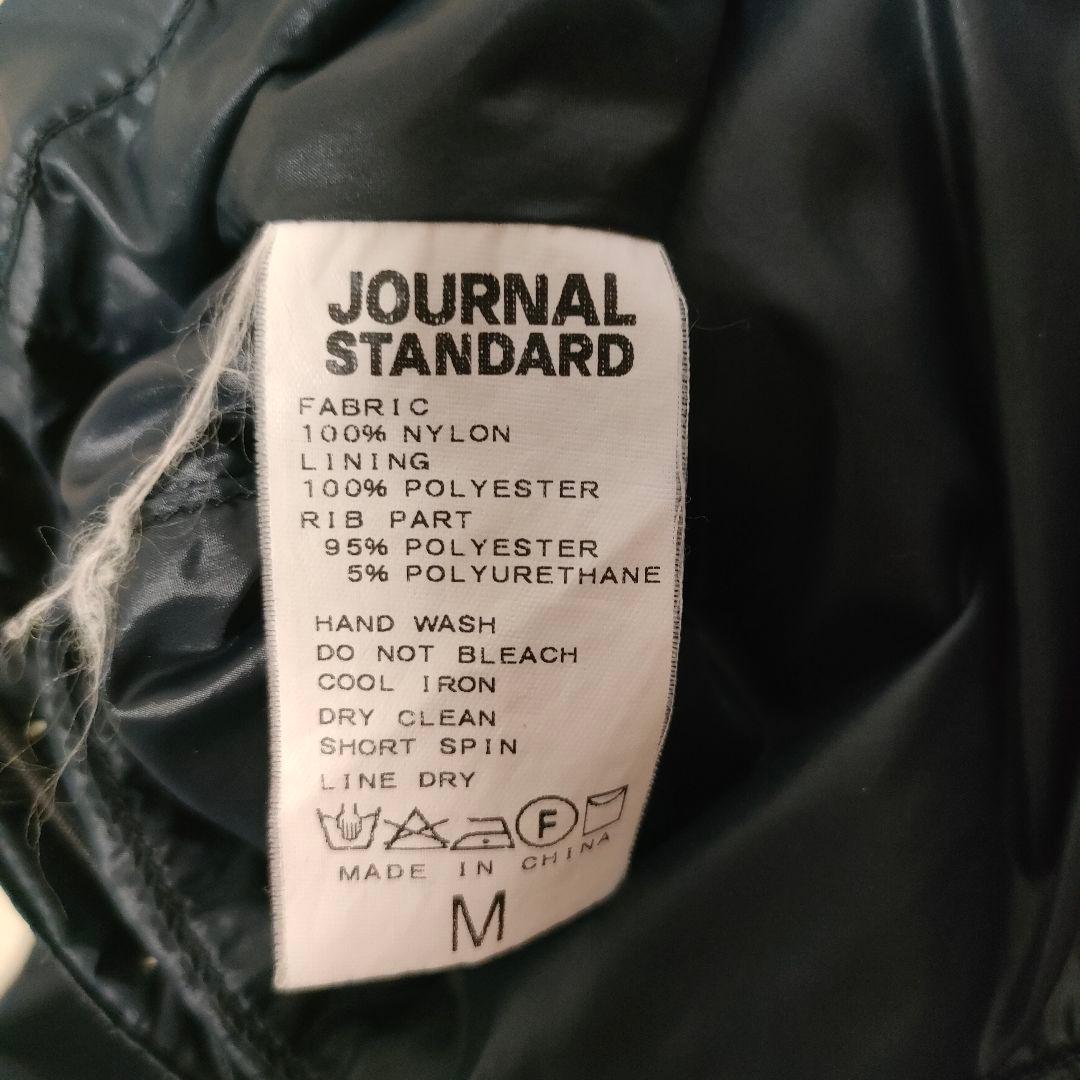 JOURNAL
STANDARD
FABRIC
100% NYLON
LINING
100% POLYESTER
RIB PART
95% POLYESTER
5% POLYURETHANE
HAND WASH
DO NOT BLEACH
COOL IRON
DRY CLEAN
SHORT SPIN
LINE DRY
F
MADE IN CHINA
M